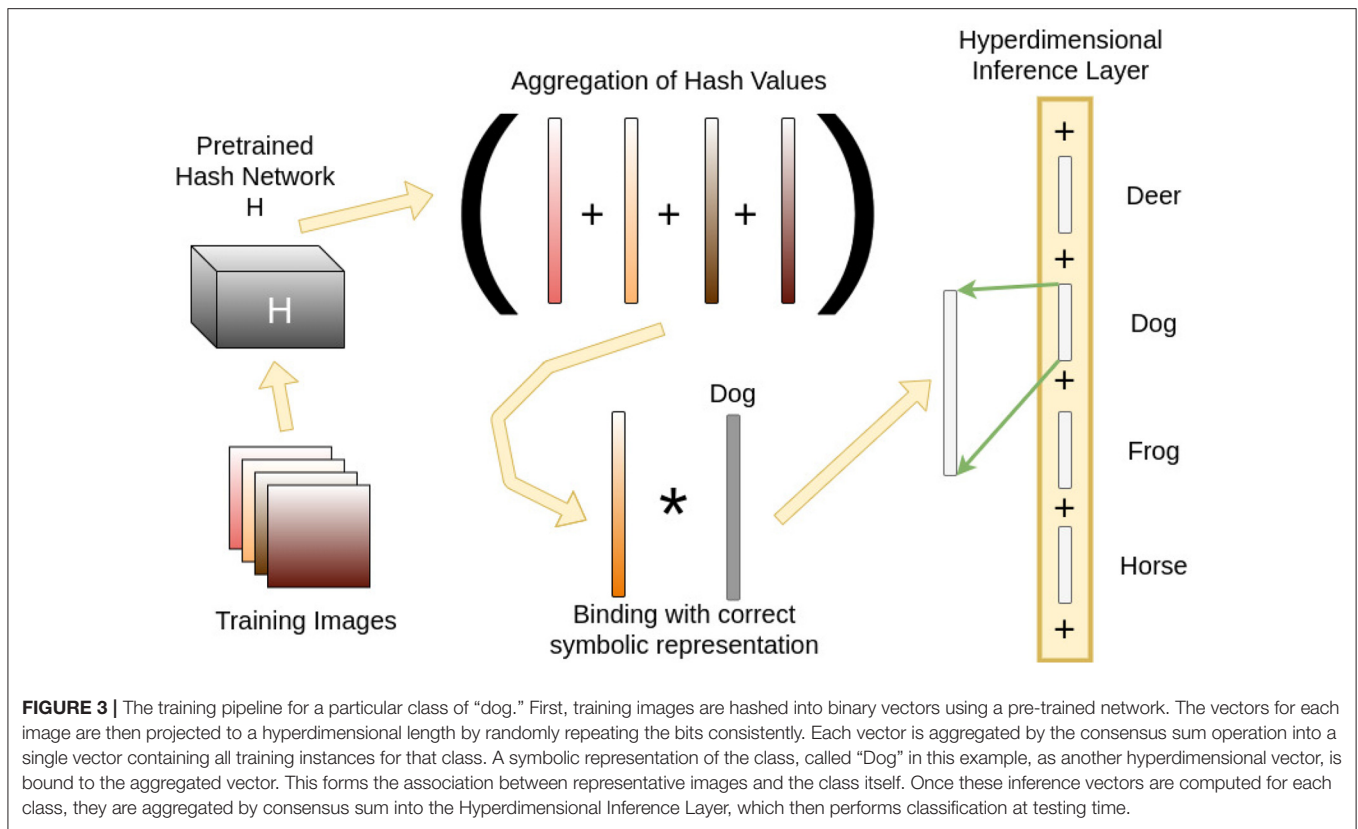 Hyperdimensional
Inference Layer
Aggregation of Hash Values
Pretrained
Hash Network
H
H
+ + +
+
Deer
+
Dog
+
Frog
+
Horse
+
Dog
*
Training Images
Binding with correct
symbolic representation
FIGURE 3 | The training pipeline for a particular class of “dog.” First, training images are hashed into binary vectors using a pre-trained network. The vectors for each
image are then projected to a hyperdimensional length by randomly repeating the bits consistently. Each vector is aggregated by the consensus sum operation into a
single vector containing all training instances for that class. A symbolic representation of the class, called “Dog” in this example, as another hyperdimensional vector, is
bound to the aggregated vector. This forms the association between representative images and the class itself. Once these inference vectors are computed for each
class, they are aggregated by consensus sum into the Hyperdimensional Inference Layer, which then performs classification at testing time.